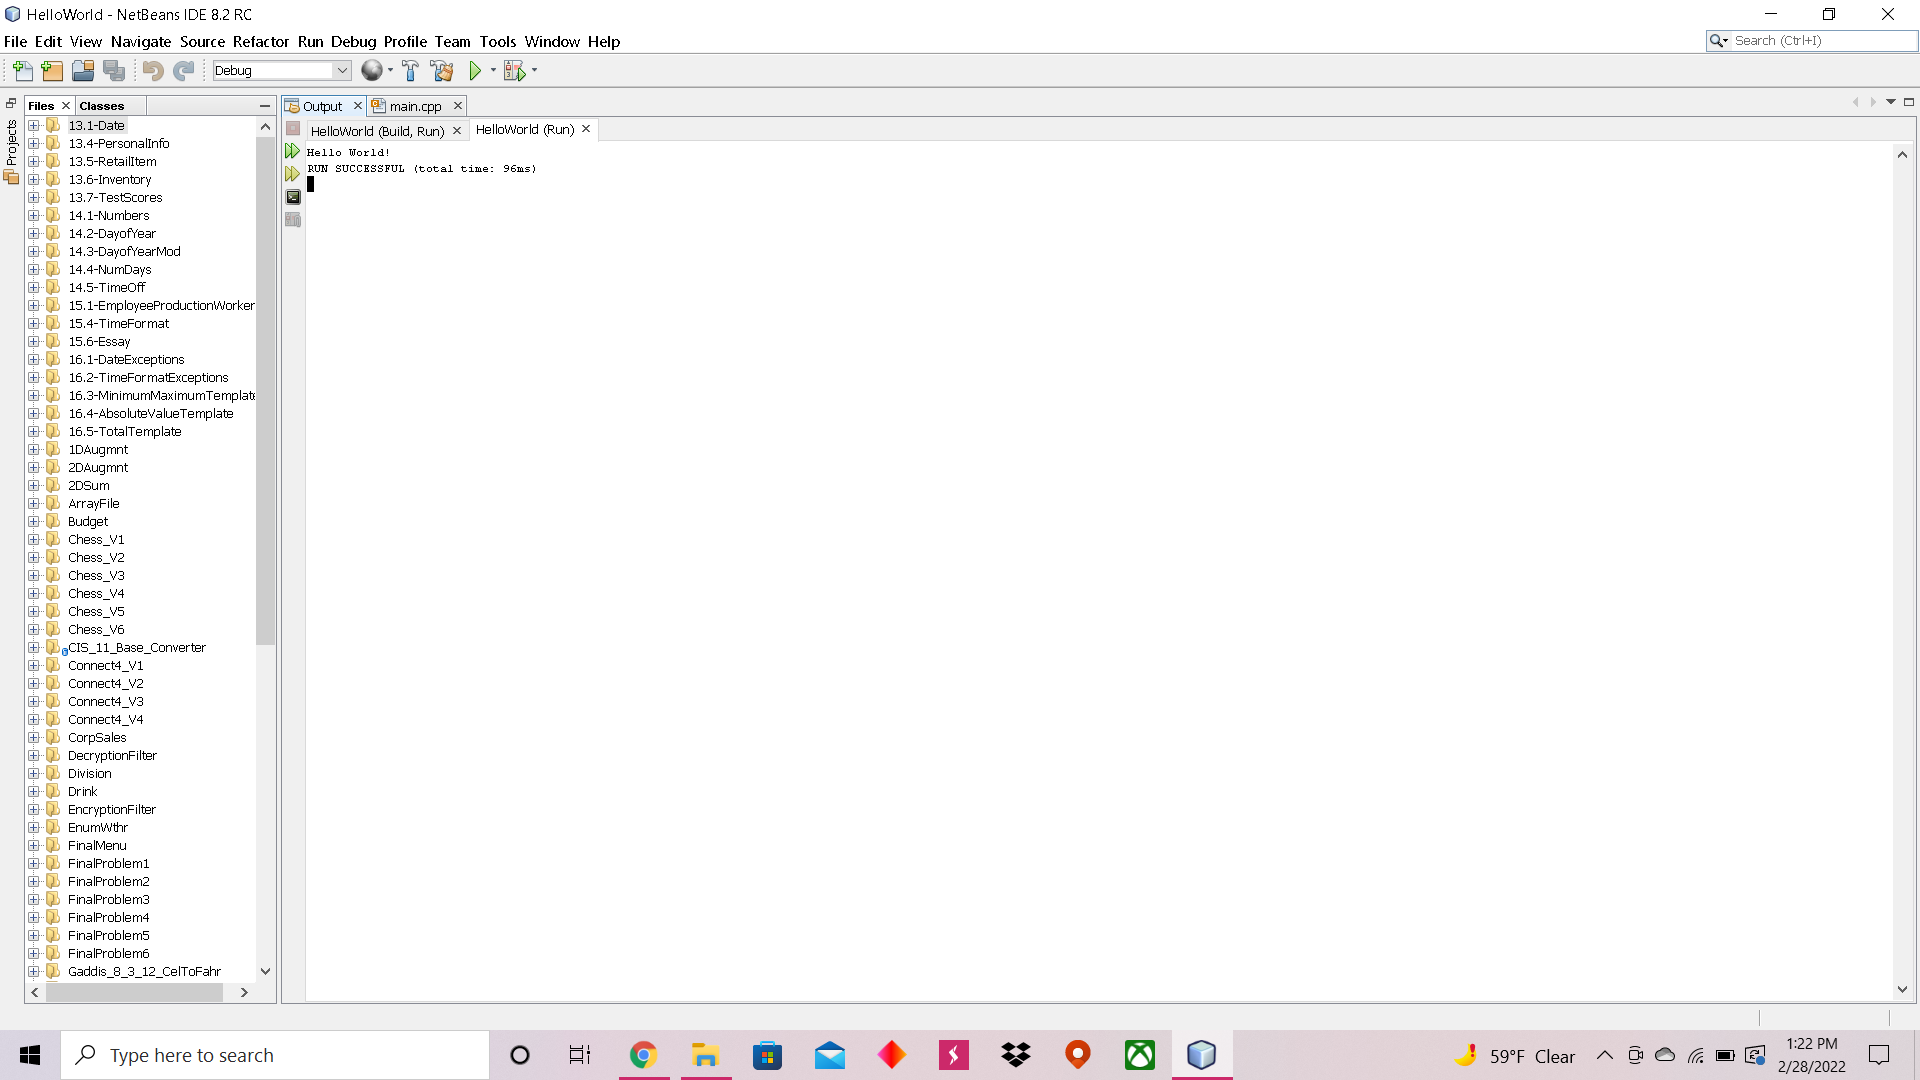 HelloWorld - NetBeans IDE 8.2 RC
File Edit View Navigate Source Refactor Run Debug Profile Team Tools Window Help
Search (Ctrl+I)
Debug
Projects
Files Classes
Output main.cpp
HelloWorld (Build, Run) HelloWorld (Run)
Hello World!
RUN SUCCESSFUL (total time: 96ms)
13.1-Date
13.4-PersonalInfo
13.5-RetailItem
13.6-Inventory
13.7-TestScores
14.1-Numbers
14.2-DayofYear
14.3-DayofYearMod
14.4-NumDays
14.5-TimeOff
15.1-EmployeeProductionWorker
15.4-TimeFormat
15.6-Essay
16.1-DateExceptions
16.2-TimeFormatExceptions
16.3-MinimumMaximumTemplate
16.4-AbsoluteValueTemplate
16.5-TotalTemplate
1DAugmnt
2DAugmnt
2DSum
ArrayFile
Budget
Chess_V1
Chess_V2
Chess_V3
Chess_V4
Chess_V5
Chess_V6
CIS_11_Base_Converter
Connect4_V1
Connect4_V2
Connect4_V3
Connect4_V4
CorpSales
DecryptionFilter
Division
Drink
EncryptionFilter
EnumWthr
FinalMenu
FinalProblem1
FinalProblem2
FinalProblem3
FinalProblem4
FinalProblem5
FinalProblem6
Gaddis_8_3_12_CelToFahr
Type here to search
59°F Clear
1:22 PM
2/28/2022